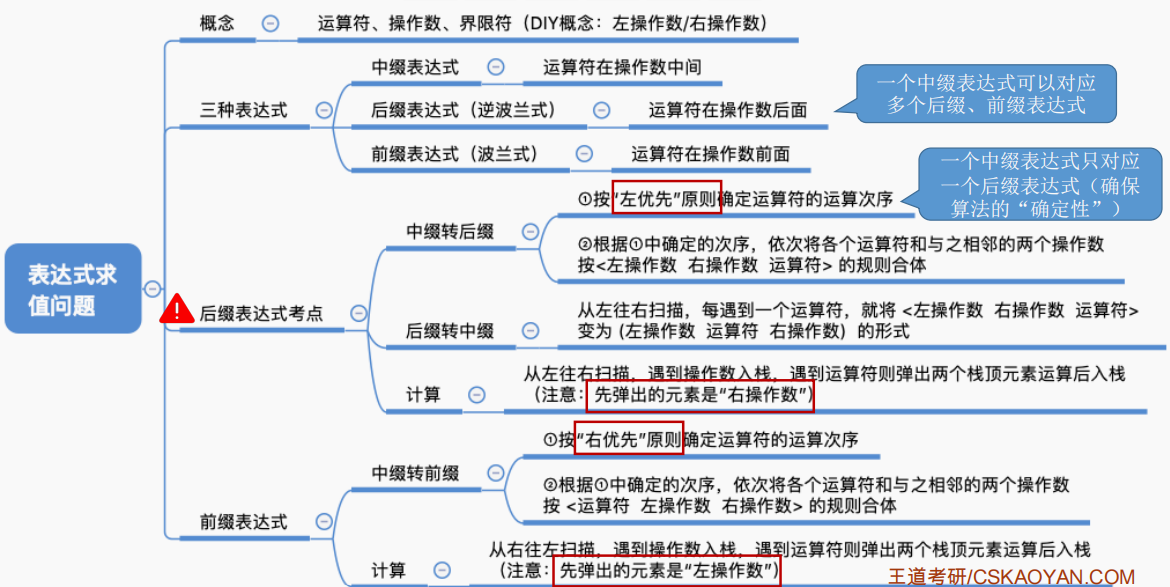 概念
运算符、操作数、界限符（DIY概念：左操作数/右操作数）
三种表达式
中缀表达式
运算符在操作数中间
后缀表达式（逆波兰式）
运算符在操作数后面
前缀表达式（波兰式）
运算符在操作数前面
一个中缀表达式可以对应
多个后缀、前缀表达式
表达式求
值问题
后缀表达式考点
中缀转后缀
①按“左优先”原则确定运算符的运算次序
一个中缀表达式只对应
一个后缀表达式（确保
算法的“确定性”）
②根据①中确定的次序，依次将各个运算符和与之相邻的两个操作数
按<左操作数 右操作数 运算符> 的规则合体
后缀转中缀
从左往右扫描，每遇到一个运算符，就将 <左操作数 右操作数 运算符>
变为 (左操作数 运算符 右操作数) 的形式
计算
从左往右扫描，遇到操作数入栈，遇到运算符则弹出两个栈顶元素运算后入栈
（注意：先弹出的元素是“右操作数”）
前缀表达式
中缀转前缀
①按“右优先”原则确定运算符的运算次序
②根据①中确定的次序，依次将各个运算符和与之相邻的两个操作数
按 <运算符 左操作数 右操作数> 的规则合体
计算
从右往左扫描，遇到操作数入栈，遇到运算符则弹出两个栈顶元素运算后入栈
（注意：先弹出的元素是“左操作数”）
王道考研/CSKAOYAN.COM